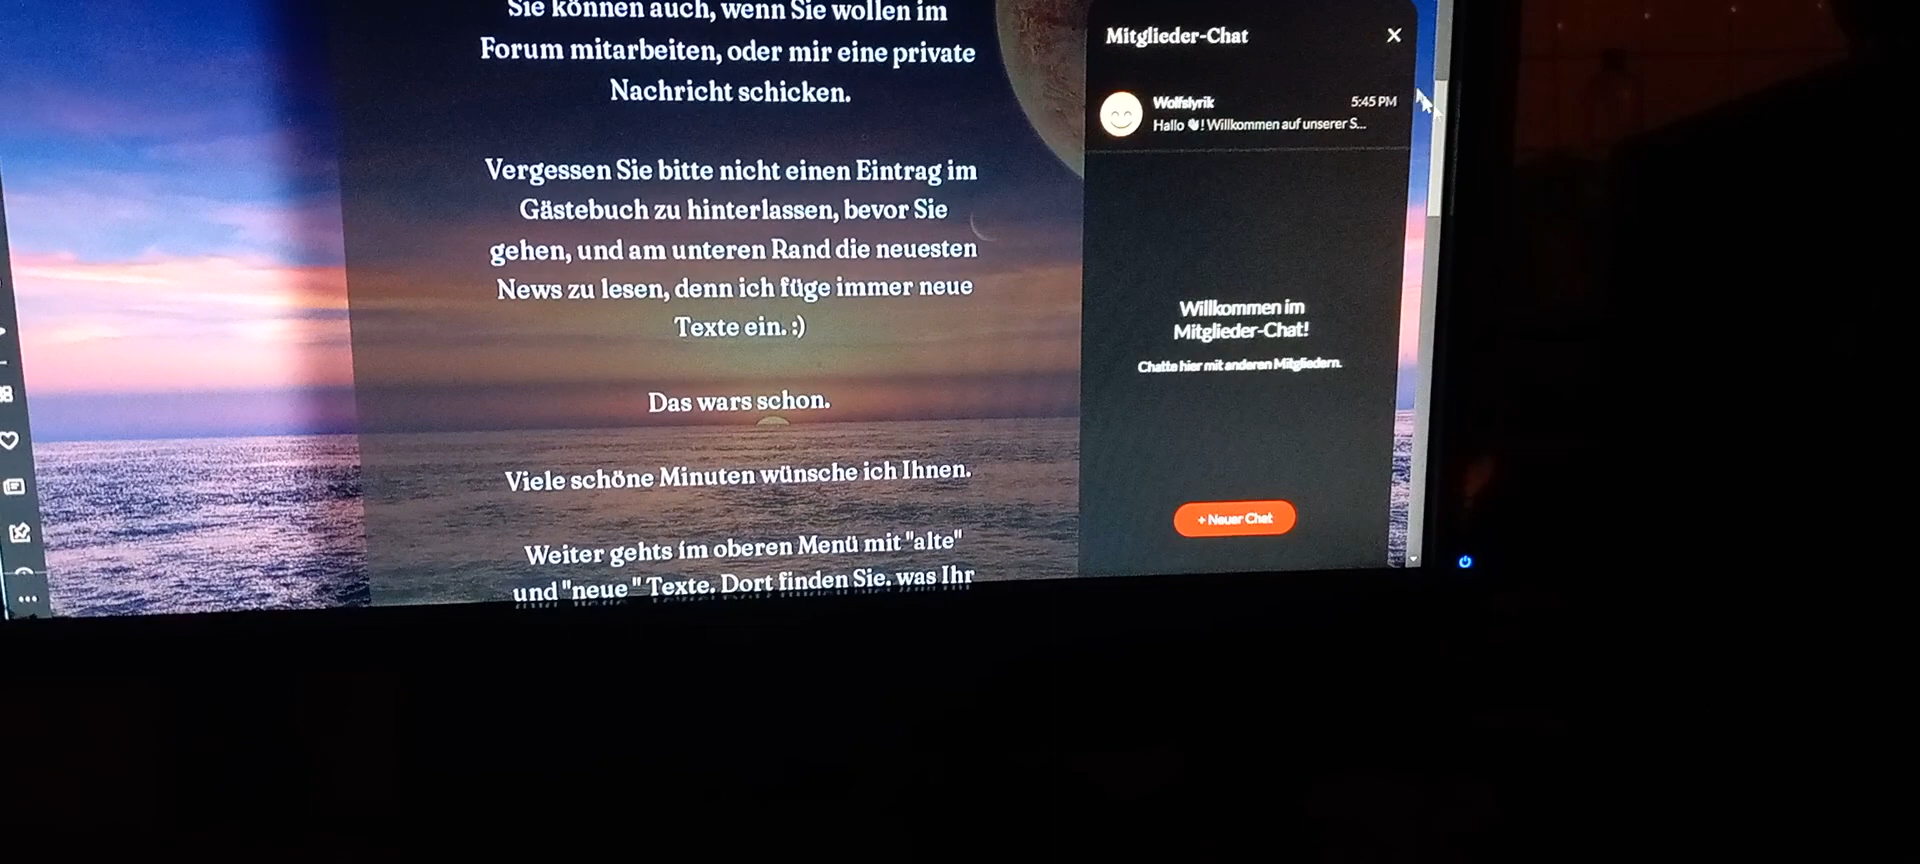 Sie können auch, wenn Sie wollen im
Forum mitarbeiten, oder mir eine private
Nachricht schicken.
Vergessen Sie bitte nicht einen Eintrag im
Gästebuch zu hinterlassen, bevor Sie
gehen, und am unteren Rand die neuesten
News zu lesen, denn ich füge immer neue
Texte ein. :)
Das wars schon.
Viele schöne Minuten wünsche ich Ihnen.
Weiter gehts im oberen Menü mit "alte"
und "neue " Texte. Dort finden Sie, was Ihr
Mitglieder-Chat
Wolfslyrik 5:45 PM
Hallo 👋! Willkommen auf unserer S...
Willkommen im
Mitglieder-Chat!
Chatte hier mit anderen Mitgliedern.
+ Neuer Chat